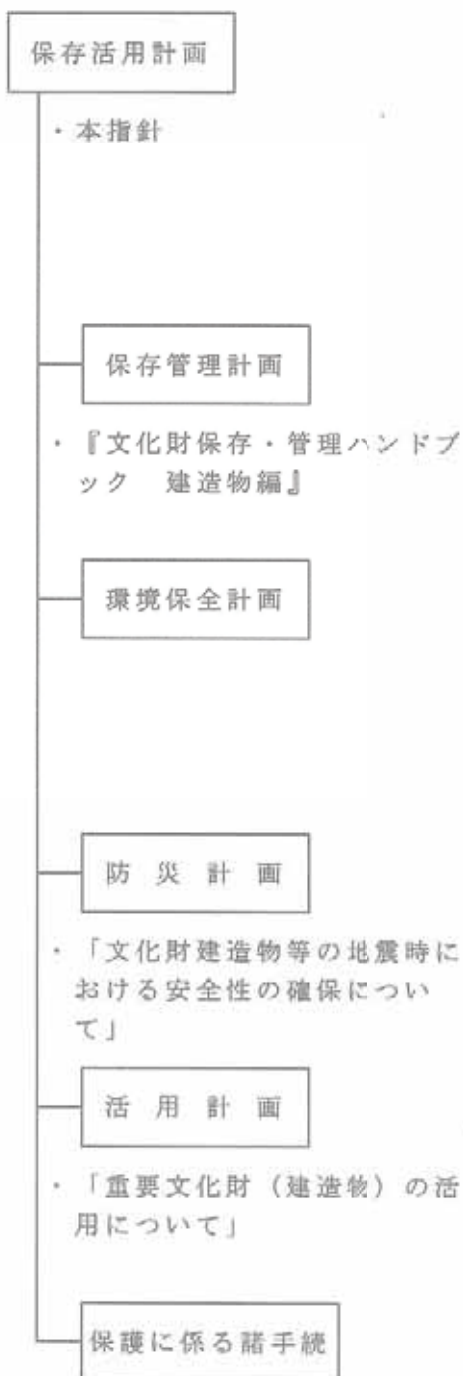 保存活用計画
・本指針
保存管理計画
・『文化財保存・管理ハンドブ
ック　建造物編』
環境保全計画
防　災　計　画
・「文化財建造物等の地震時に
おける安全性の確保につい
て」
活　用　計　画
・「重要文化財（建造物）の活
用について」
保護に係る諸手続